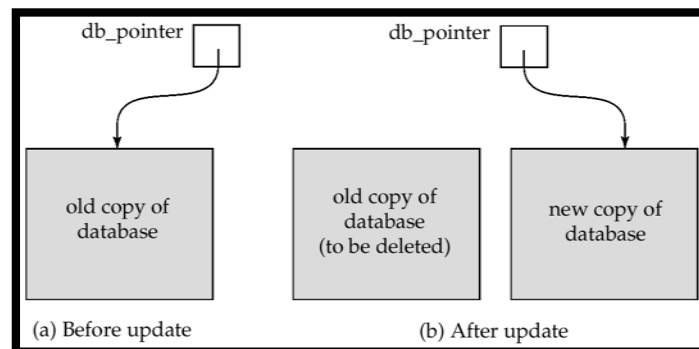 db_pointer
db_pointer
old copy of
database
old copy of
database
(to be deleted)
new copy of
database
(a) Before update
(b) After update